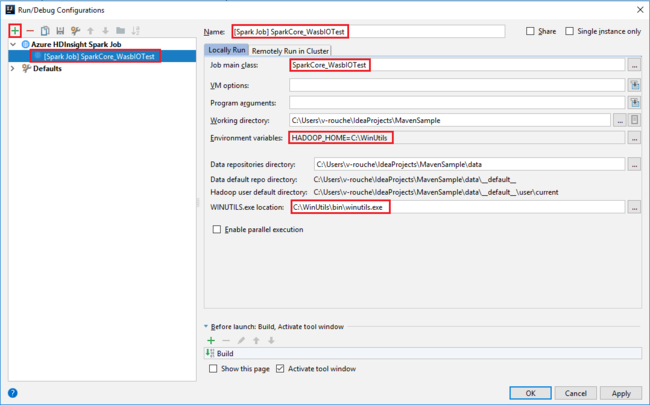 Run/Debug Configurations
Name: [Spark Job] SparkCore_WasbIOTest
Share
Single instance only
Azure HDInsight Spark Job
[Spark Job] SparkCore_WasbIOTest
Defaults
Locally Run
Remotely Run in Cluster
Job main class: SparkCore_WasbIOTest
VM options:
Program arguments:
Working directory: C:\Users\v-rouche\IdeaProjects\MavenSample
Environment variables: HADOOP_HOME=C:\WinUtils
Data repositories directory: C:\Users\v-rouche\IdeaProjects\MavenSample\data
Data default repo directory: C:\Users\v-rouche\IdeaProjects\MavenSample\data\__default__
Hadoop user default directory: C:\Users\v-rouche\IdeaProjects\MavenSample\data\__default__\user\current
WINUTILS.exe location: C:\WinUtils\bin\winutils.exe
Enable parallel execution
Before launch: Build, Activate tool window
Build
Show this page
Activate tool window
OK
Cancel
Apply